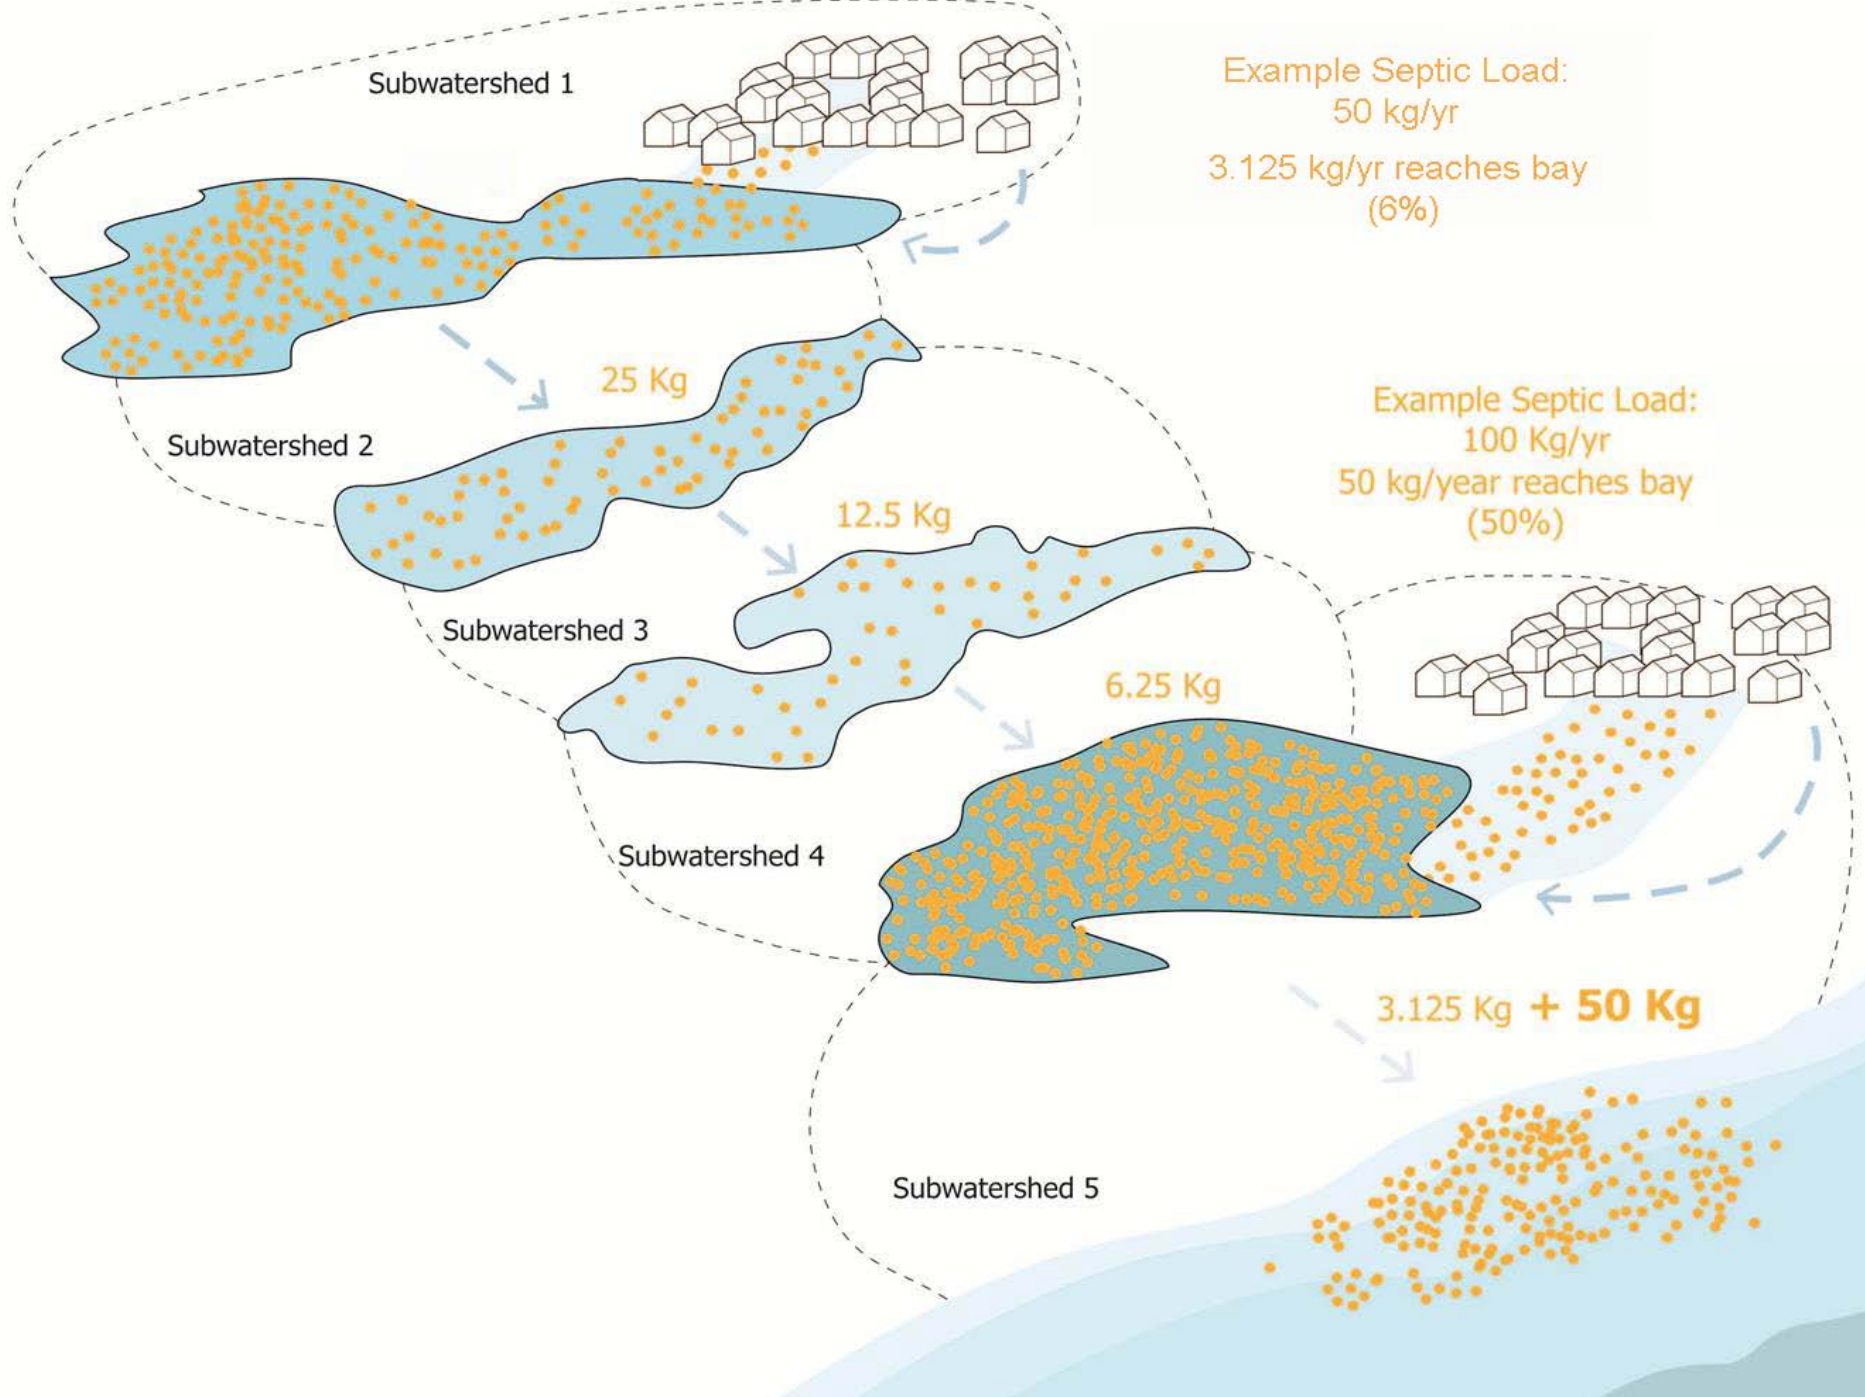 Subwatershed 1
Example Septic Load:
50 kg/yr
3.125 kg/yr reaches bay
(6%)
25 Kg
Subwatershed 2
Example Septic Load:
100 Kg/yr
50 kg/year reaches bay
(50%)
12.5 Kg
Subwatershed 3
6.25 Kg
Subwatershed 4
3.125 Kg + 50 Kg
Subwatershed 5